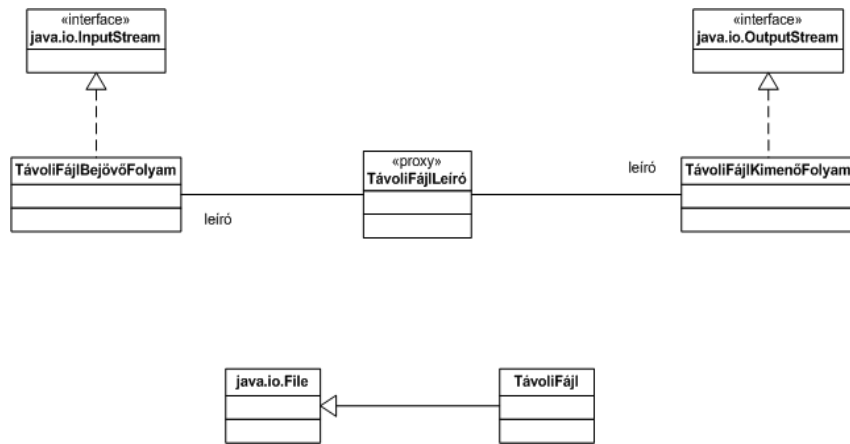 «interface»
java.io.InputStream
«interface»
java.io.OutputStream
TávoliFájlBejövőFolyam
«proxy»
TávoliFájlLeíró
leíró
TávoliFájlKimenőFolyam
leíró
java.io.File
TávoliFájl